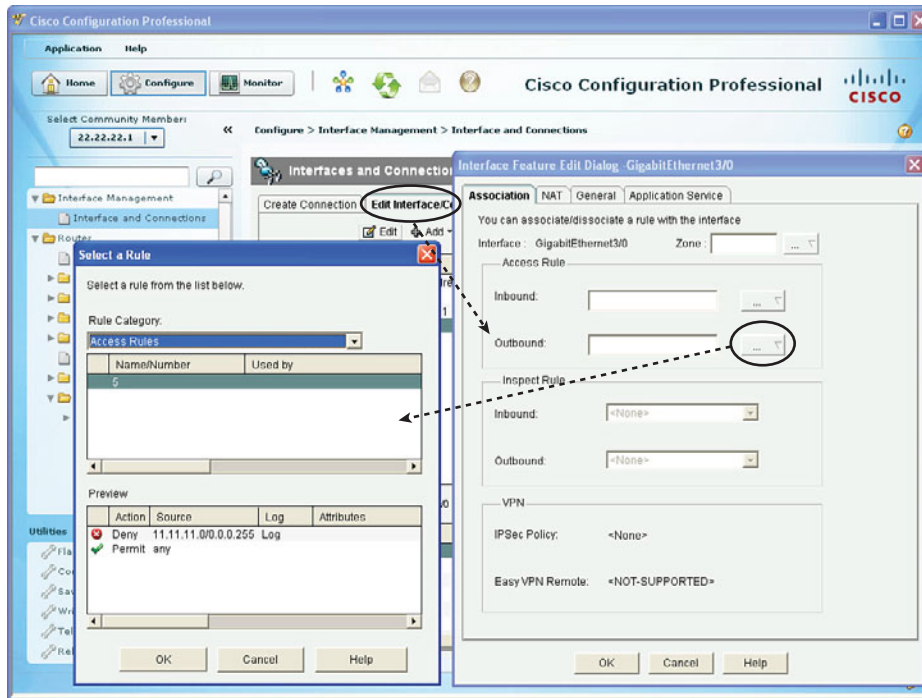 Cisco Configuration Professional
Application Help
Home Configure Monitor
Cisco Configuration Professional
CISCO
Select Community Member:
22.22.22.1
«
Configure > Interface Management > Interface and Connections
Interface Management
Interface and Connections
Router
Utilities
Interfaces and Connection
Create Connection Edit Interface/Co
Edit Add
1
Select a Rule
Select a rule from the list below.
Rule Category:
Access Rules
Name/Number Used by
5
Preview
Action Source Log Attributes
Deny 11.11.11.0/0.0.0.255 Log
Permit any
OK Cancel Help
Interface Feature Edit Dialog -GigabitEthernet3/0
Association NAT General Application Service
You can associate/dissociate a rule with the interface
Interface : GigabitEthernet3/0 Zone : ...
Access Rule
Inbound: ...
Outbound: ...
Inspect Rule
Inbound: <None>
Outbound: <None>
VPN
IPSec Policy: <None>
Easy VPN Remote: <NOT-SUPPORTED>
OK Cancel Help